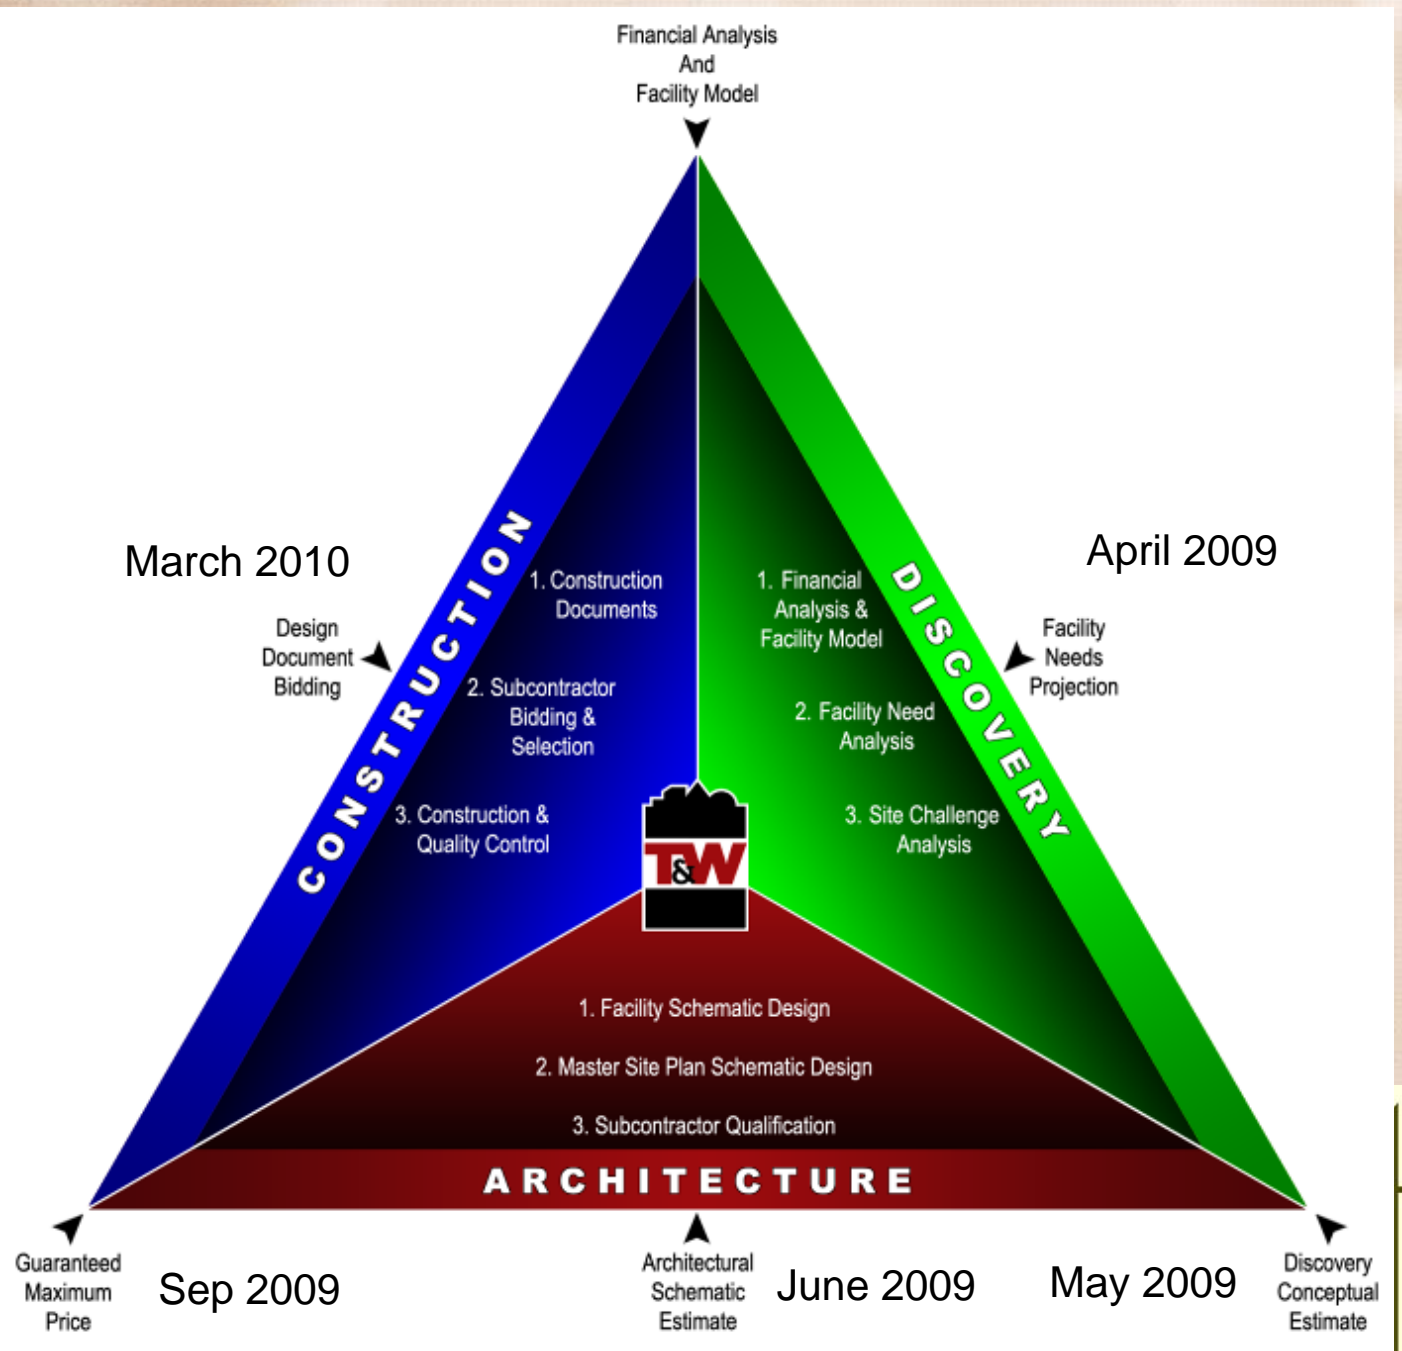 Financial Analysis
And
Facility Model
March 2010
April 2009
Design
Document
Bidding
CONSTRUCTION
1. Construction
Documents
2. Subcontractor
Bidding &
Selection
3. Construction &
Quality Control
1. Financial
Analysis &
Facility Model
2. Facility Need
Analysis
3. Site Challenge
Analysis
DISCOVERY
Facility
Needs
Projection
T&W
1. Facility Schematic Design
2. Master Site Plan Schematic Design
3. Subcontractor Qualification
ARCHITECTURE
Guaranteed
Maximum
Price
Sep 2009
Architectural
Schematic
Estimate
June 2009
May 2009
Discovery
Conceptual
Estimate